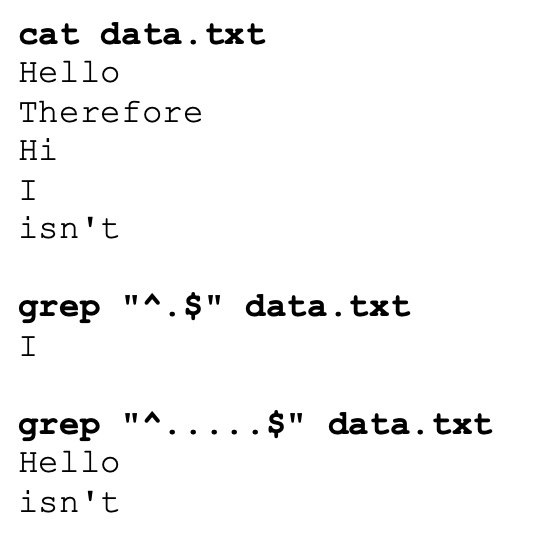 cat data.txt
Hello
Therefore
Hi
I
isn't
grep "^.$" data.txt
I
grep "^.....$" data.txt
Hello
isn't